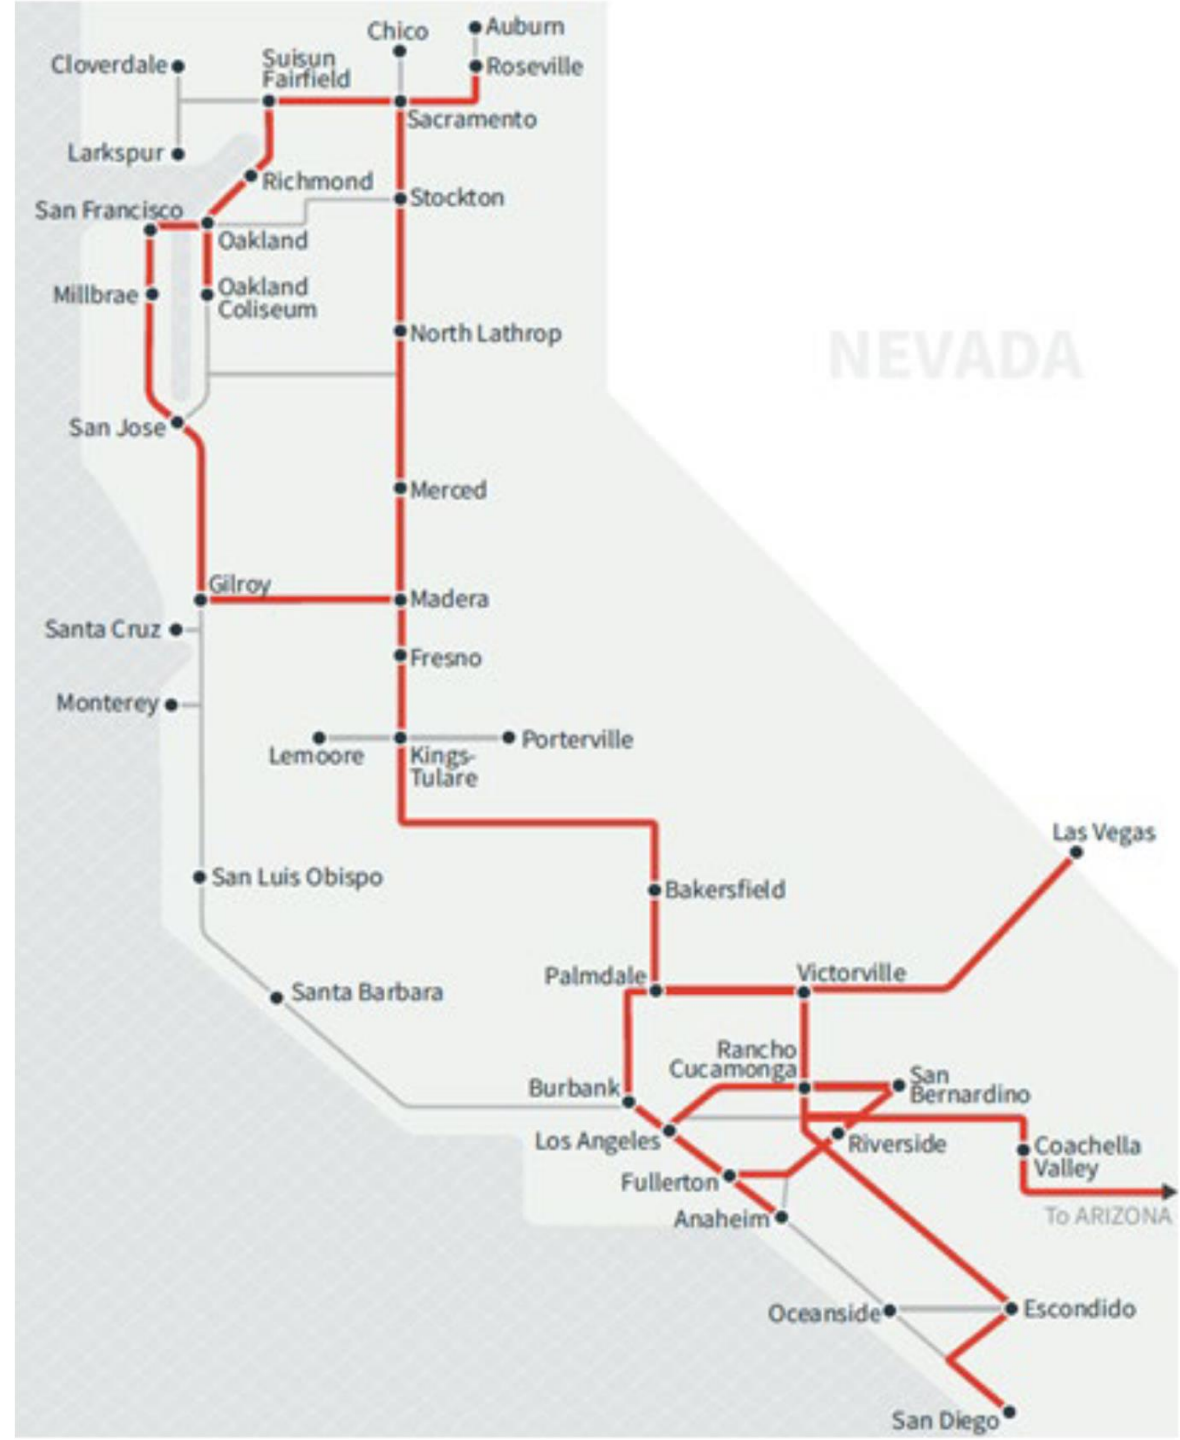 Chico
Auburn
Cloverdale
Suisun
Fairfield
Roseville
Sacramento
Larkspur
Richmond
Stockton
San Francisco
Oakland
Millbrae
Oakland
Coliseum
North Lathrop
NEVADA
San Jose
Merced
Gilroy
Madera
Santa Cruz
Fresno
Monterey
Lemoore
Kings-
Tulare
Porterville
Las Vegas
San Luis Obispo
Bakersfield
Palmdale
Victorville
Santa Barbara
Rancho
Cucamonga
San
Bernardino
Burbank
Los Angeles
Riverside
Coachella
Valley
Fullerton
Anaheim
To ARIZONA
Oceanside
Escondido
San Diego